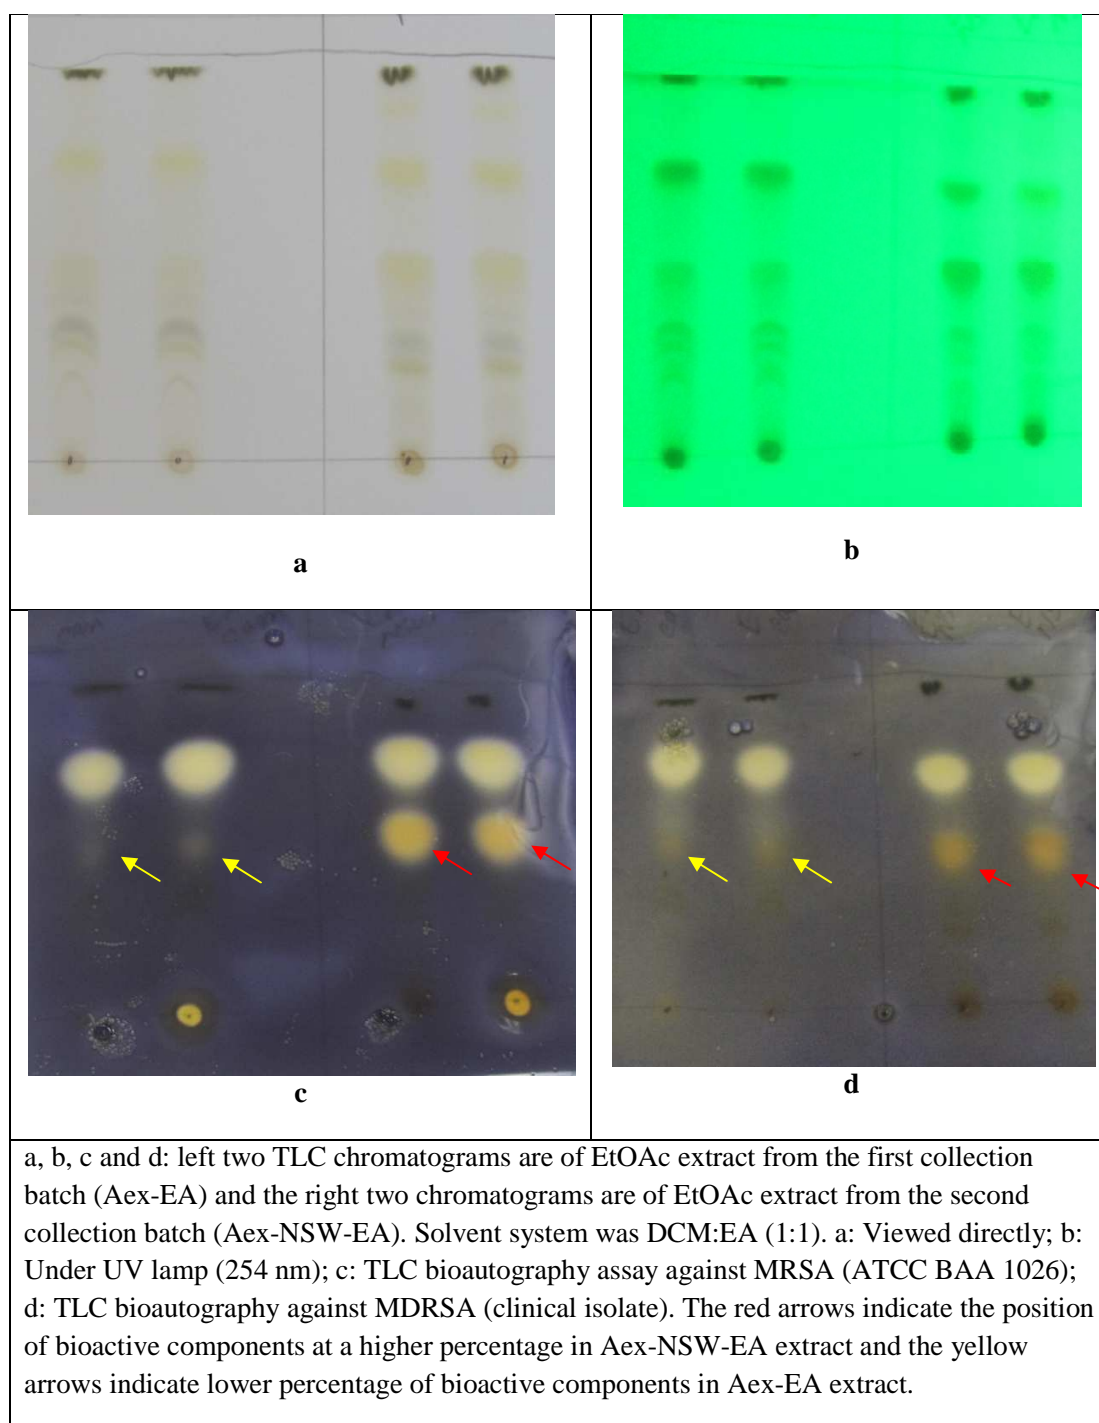 a
b
c
d
a, b, c and d: left two TLC chromatograms are of EtOAc extract from the first collection
batch (Aex-EA) and the right two chromatograms are of EtOAc extract from the second
collection batch (Aex-NSW-EA). Solvent system was DCM:EA (1:1). a: Viewed directly; b:
Under UV lamp (254 nm); c: TLC bioautography assay against MRSA (ATCC BAA 1026);
d: TLC bioautography against MDRSA (clinical isolate). The red arrows indicate the position
of bioactive components at a higher percentage in Aex-NSW-EA extract and the yellow
arrows indicate lower percentage of bioactive components in Aex-EA extract.